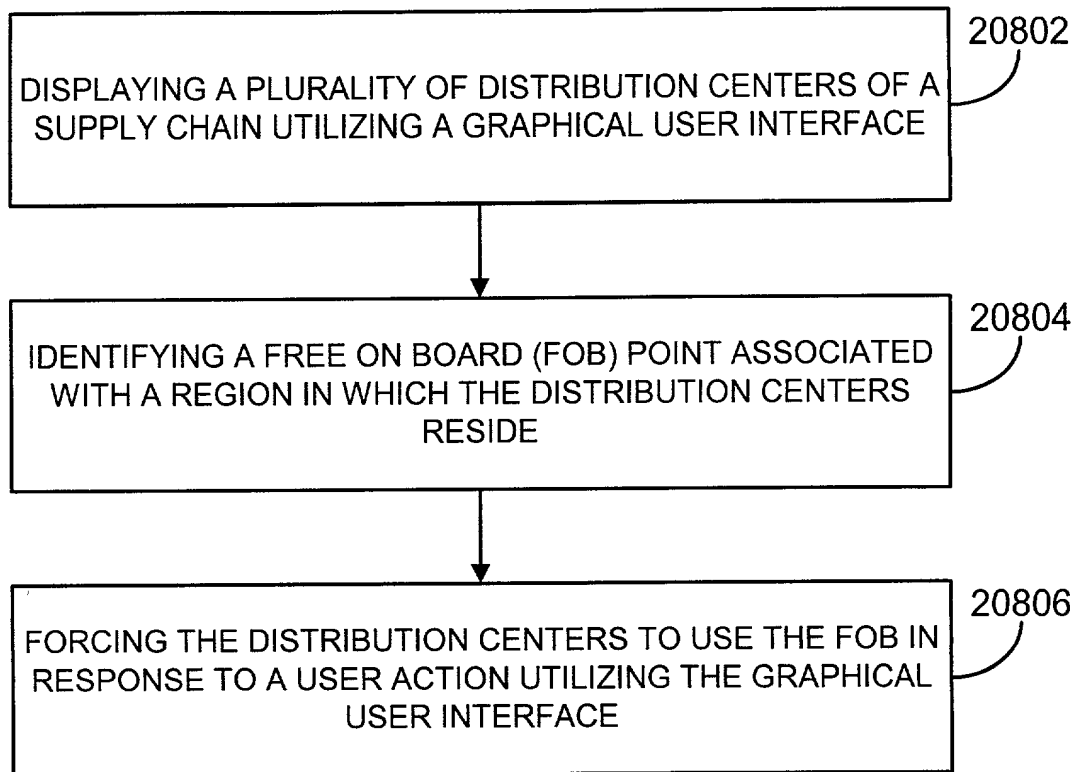 20802
DISPLAYING A PLURALITY OF DISTRIBUTION CENTERS OF A
SUPPLY CHAIN UTILIZING A GRAPHICAL USER INTERFACE
20804
IDENTIFYING A FREE ON BOARD (FOB) POINT ASSOCIATED
WITH A REGION IN WHICH THE DISTRIBUTION CENTERS
RESIDE
20806
FORCING THE DISTRIBUTION CENTERS TO USE THE FOB IN
RESPONSE TO A USER ACTION UTILIZING THE GRAPHICAL
USER INTERFACE